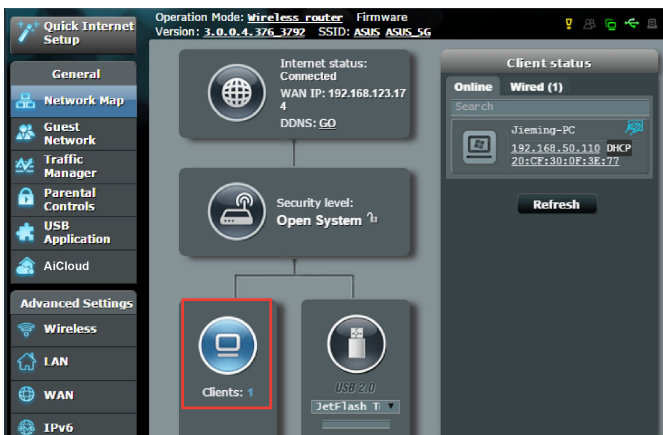 Quick Internet
Setup
General
Network Map
Guest
Network
Traffic
Manager
Parental
Controls
USB
Application
AiCloud
Advanced Settings
Wireless
LAN
WAN
IPv6
Operation Mode: Wireless router Firmware
Version: 3.0.0.4.376_3792 SSID: ASUS ASUS_5G
Internet status:
Connected
WAN IP: 192.168.123.17
4
DDNS: GO
Security level:
Open System
Clients: 1
USB 2.0
JetFlash T
Client status
Online Wired (1)
Search
Jieming-PC
192.168.50.110 DHCP
20:CF:30:0F:3E:77
Refresh